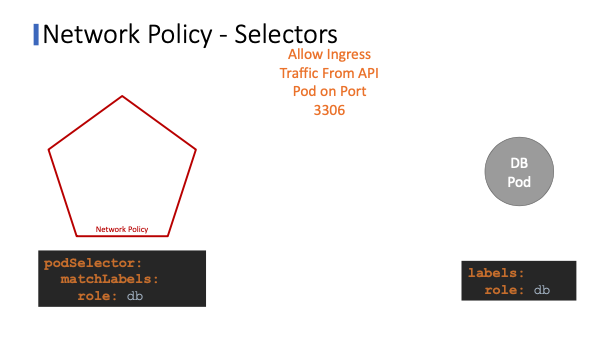 Network Policy - Selectors
Allow Ingress
Traffic From API
Pod on Port
3306
DB
Pod
Network Policy
podSelector:
matchLabels:
role: db
labels:
role: db